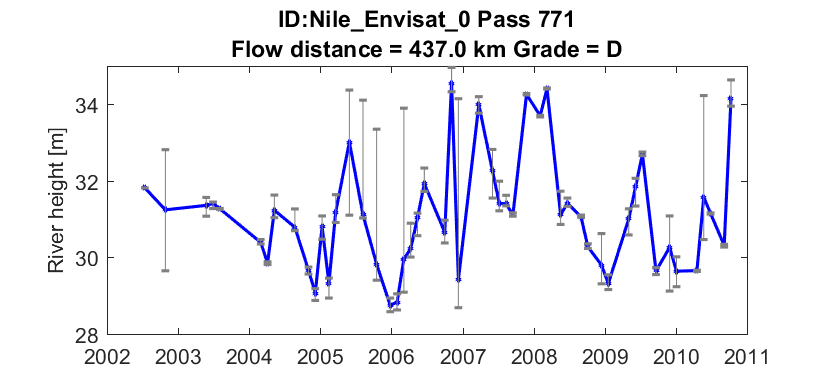 ID:Nile_Envisat_0 Pass 771
Flow distance = 437.0 km Grade = D
River height [m]
34
32
30
28
2002 2003 2004 2005 2006 2007 2008 2009 2010 2011